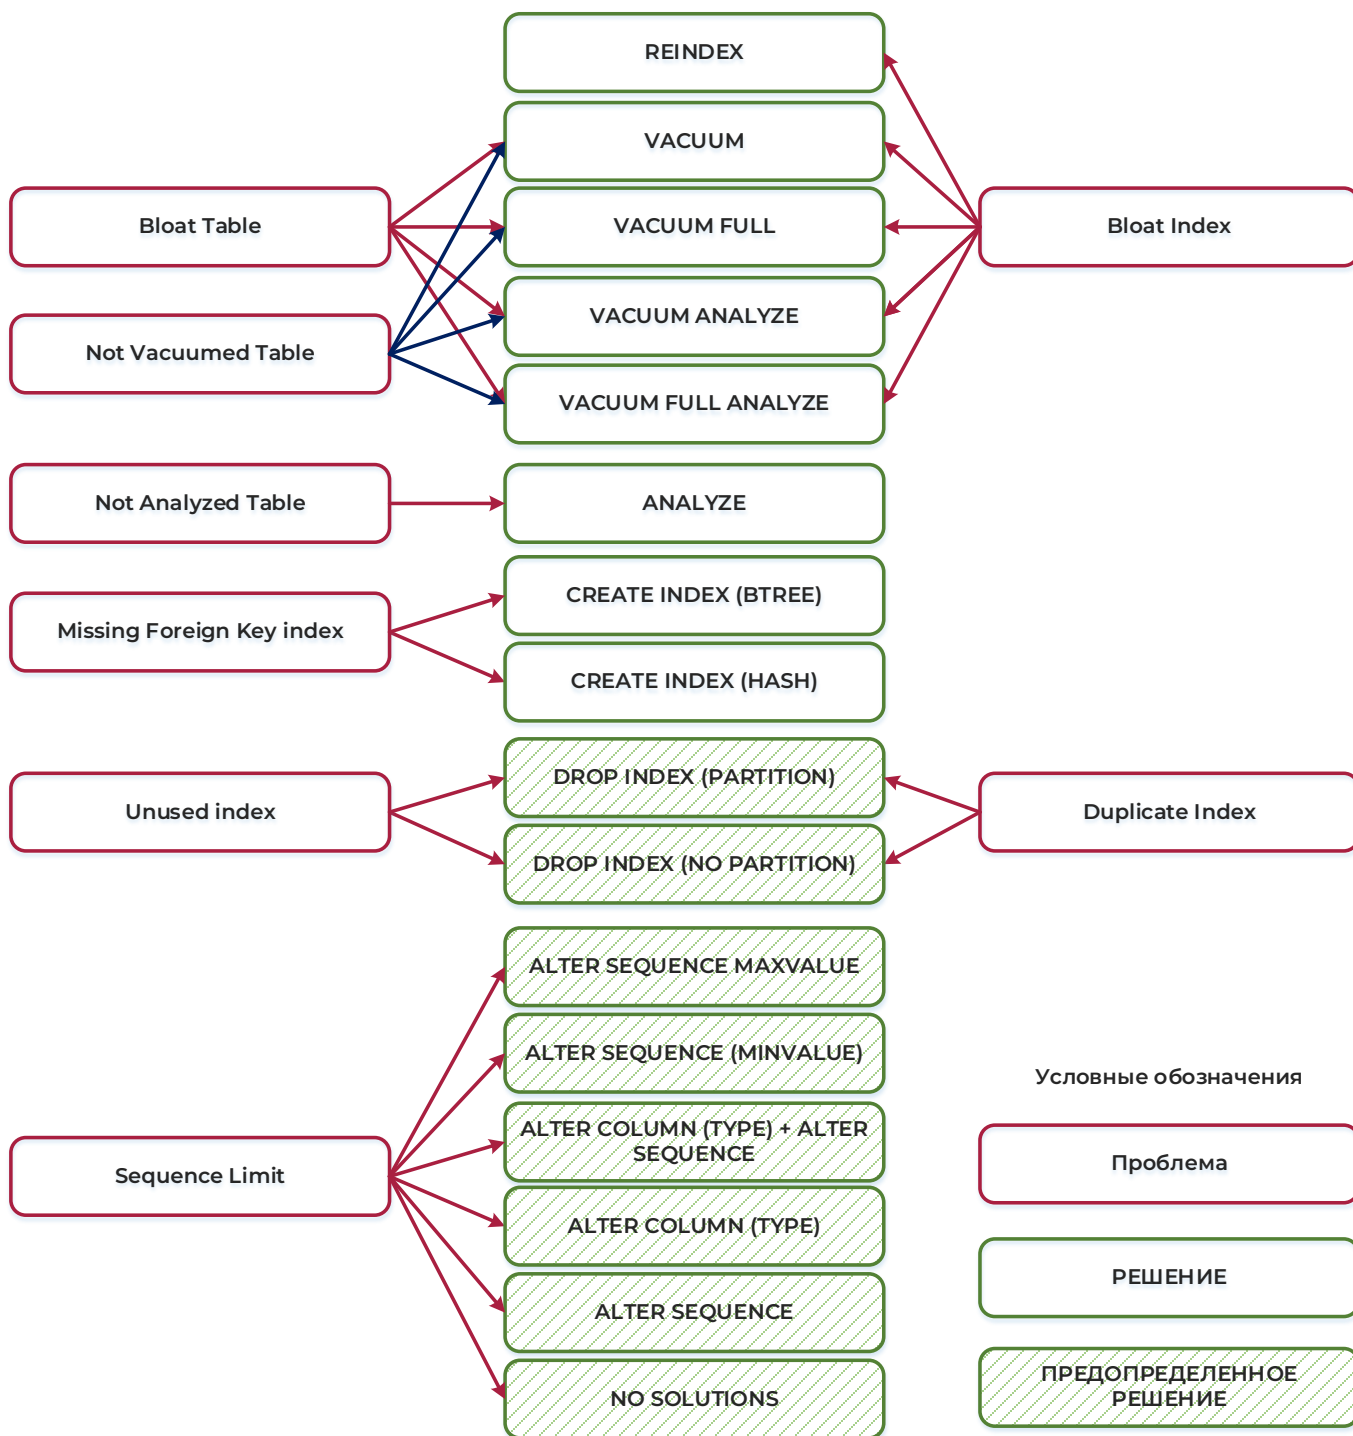 REINDEX
VACUUM
Bloat Table
VACUUM FULL
Bloat Index
VACUUM ANALYZE
Not Vacuumed Table
VACUUM FULL ANALYZE
Not Analyzed Table
ANALYZE
CREATE INDEX (BTREE)
Missing Foreign Key index
CREATE INDEX (HASH)
DROP INDEX (PARTITION)
Unused index
Duplicate Index
DROP INDEX (NO PARTITION)
ALTER SEQUENCE MAXVALUE
ALTER SEQUENCE (MINVALUE)
Условные обозначения
ALTER COLUMN (TYPE) + ALTER
SEQUENCE
Проблема
Sequence Limit
ALTER COLUMN (TYPE)
РЕШЕНИЕ
ALTER SEQUENCE
ПРЕДОПРЕДЕЛЕННОЕ
РЕШЕНИЕ
NO SOLUTIONS